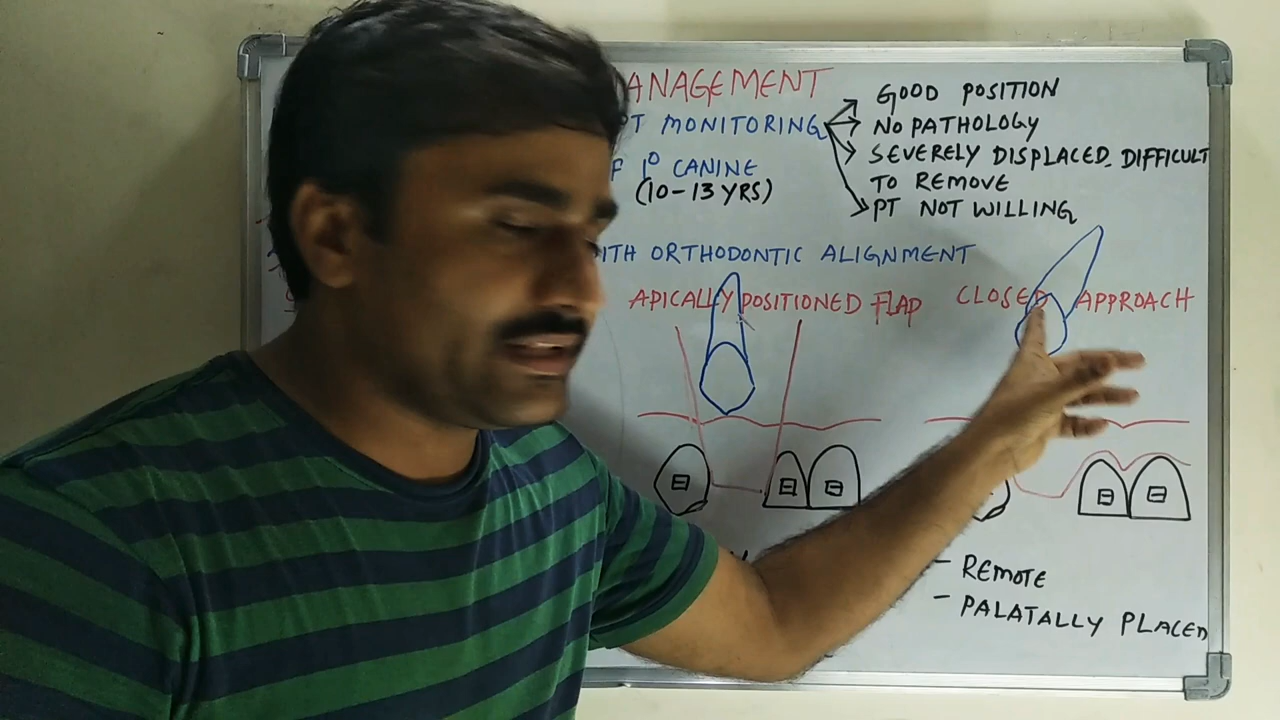 ANAGEMENT
T MONITORING
GOOD POSITION
NO PATHOLOGY
SEVERELY DISPLACED. DIFFICULT
TO REMOVE
PT NOT WILLING
F 1° CANINE
(10-13 YRS)
ITH ORTHODONTIC ALIGNMENT
APICALLY POSITIONED FLAP
CLOSED APPROACH
- REMOTE
- PALATALLY PLACED